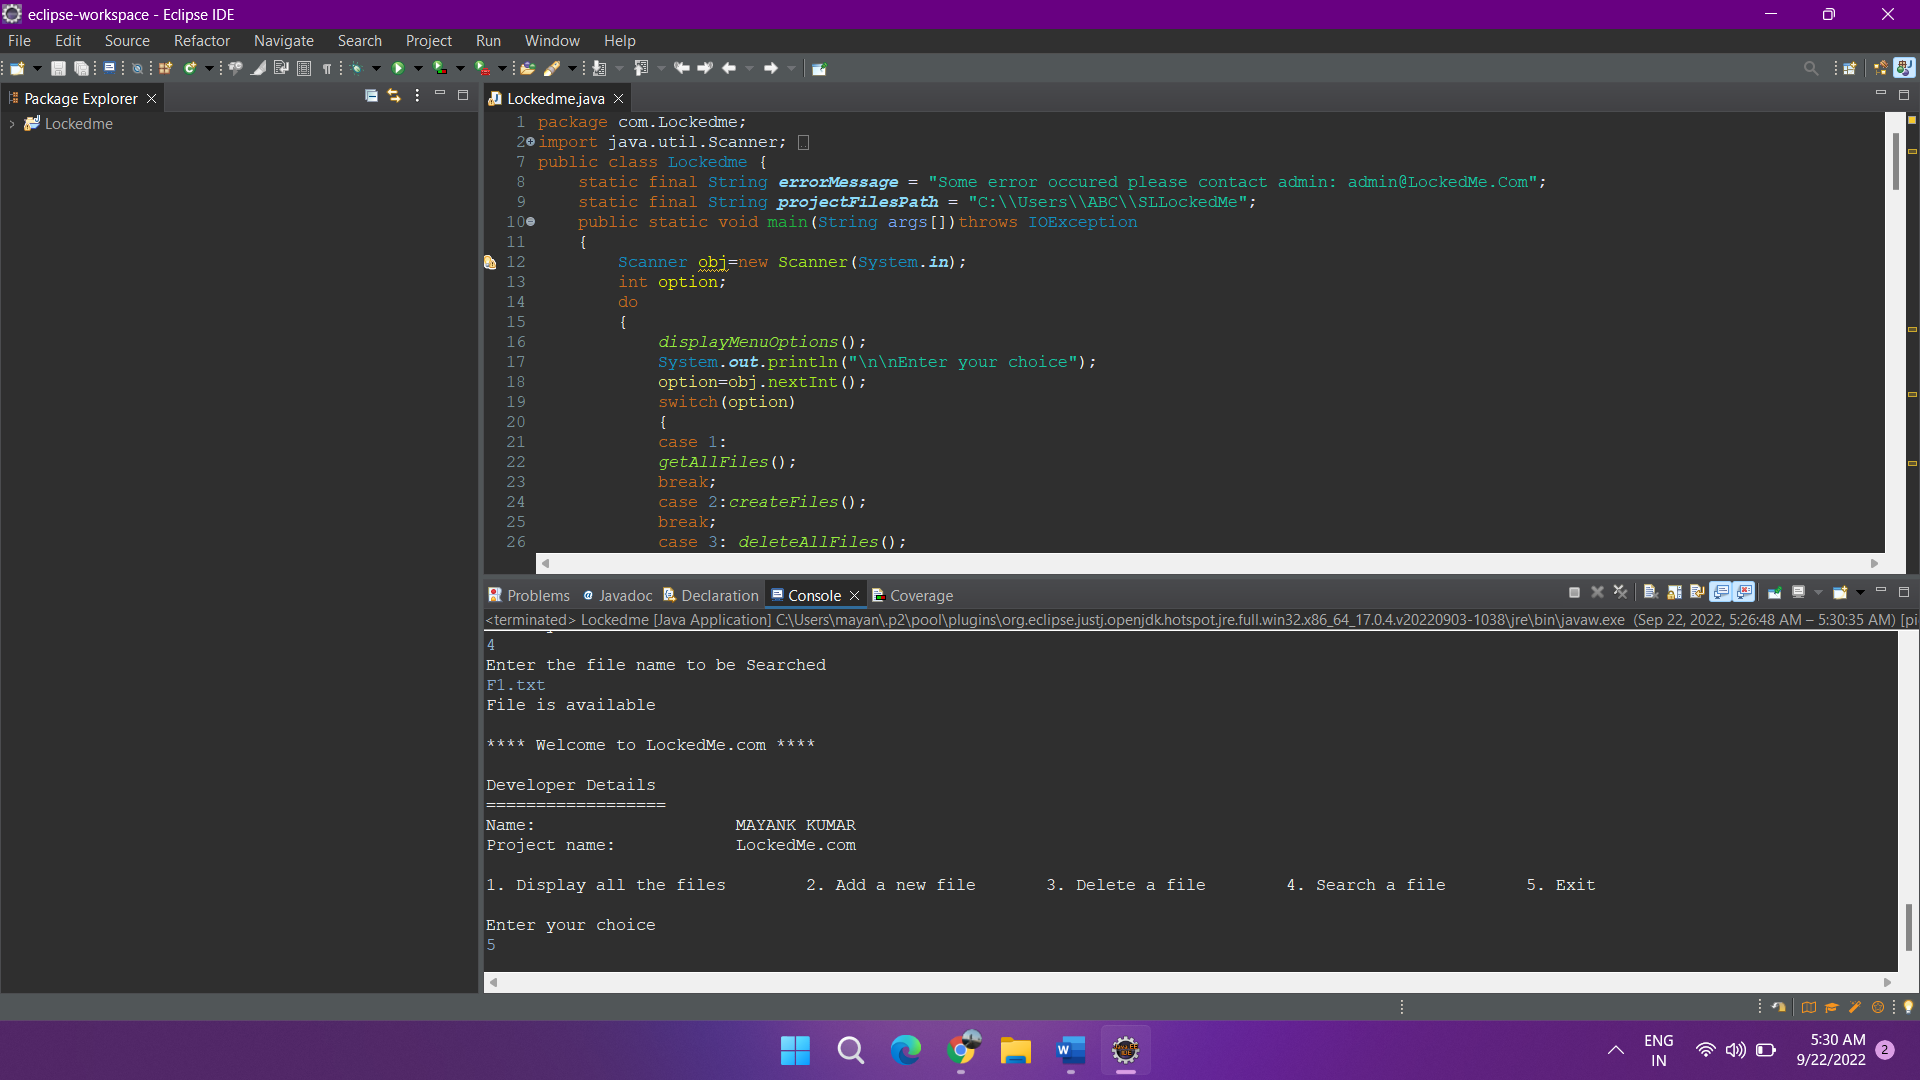 eclipse-workspace - Eclipse IDE
File Edit Source Refactor Navigate Search Project Run Window Help
Package Explorer
Lockedme
Lockedme.java
1 package com.Lockedme;
2 import java.util.Scanner;
7 public class Lockedme {
8 static final String errorMessage = "Some error occured please contact admin: admin@LockedMe.Com";
9 static final String projectFilesPath = "C:\\Users\\ABC\\SLLockedMe";
10 public static void main(String args[])throws IOException
11 {
12 Scanner obj=new Scanner(System.in);
13 int option;
14 do
15 {
16 displayMenuOptions();
17 System.out.println("\n\nEnter your choice");
18 option=obj.nextInt();
19 switch(option)
20 {
21 case 1:
22 getAllFiles();
23 break;
24 case 2:createFiles();
25 break;
26 case 3: deleteAllFiles();
Problems Javadoc Declaration Console Coverage
<terminated> Lockedme [Java Application] C:\Users\mayan\.p2\pool\plugins\org.eclipse.justj.openjdk.hotspot.jre.full.win32.x86_64_17.0.4.v20220903-1038\jre\bin\javaw.exe (Sep 22, 2022, 5:26:48 AM – 5:30:35 AM) [pi
4
Enter the file name to be Searched
F1.txt
File is available
**** Welcome to LockedMe.com ****
Developer Details
==================
Name: MAYANK KUMAR
Project name: LockedMe.com
1. Display all the files 2. Add a new file 3. Delete a file 4. Search a file 5. Exit
Enter your choice
5
ENG
IN
5:30 AM
9/22/2022
2